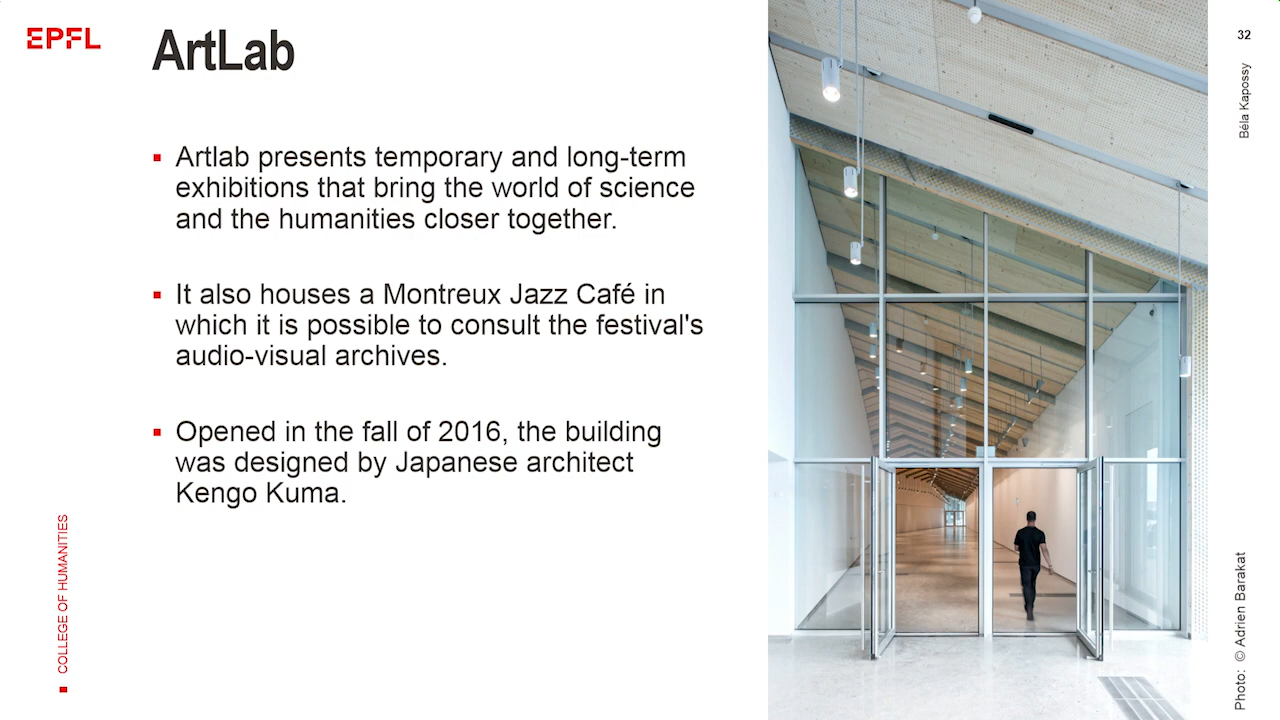 EPFL
ArtLab
Artlab presents temporary and long-term
exhibitions that bring the world of science
and the humanities closer together.
It also houses a Montreux Jazz Café in
which it is possible to consult the festival's
audio-visual archives.
Opened in the fall of 2016, the building
was designed by Japanese architect
Kengo Kuma.
COLLEGE OF HUMANITIES
32
Béla Kapossy
Photo: © Adrien Barakat